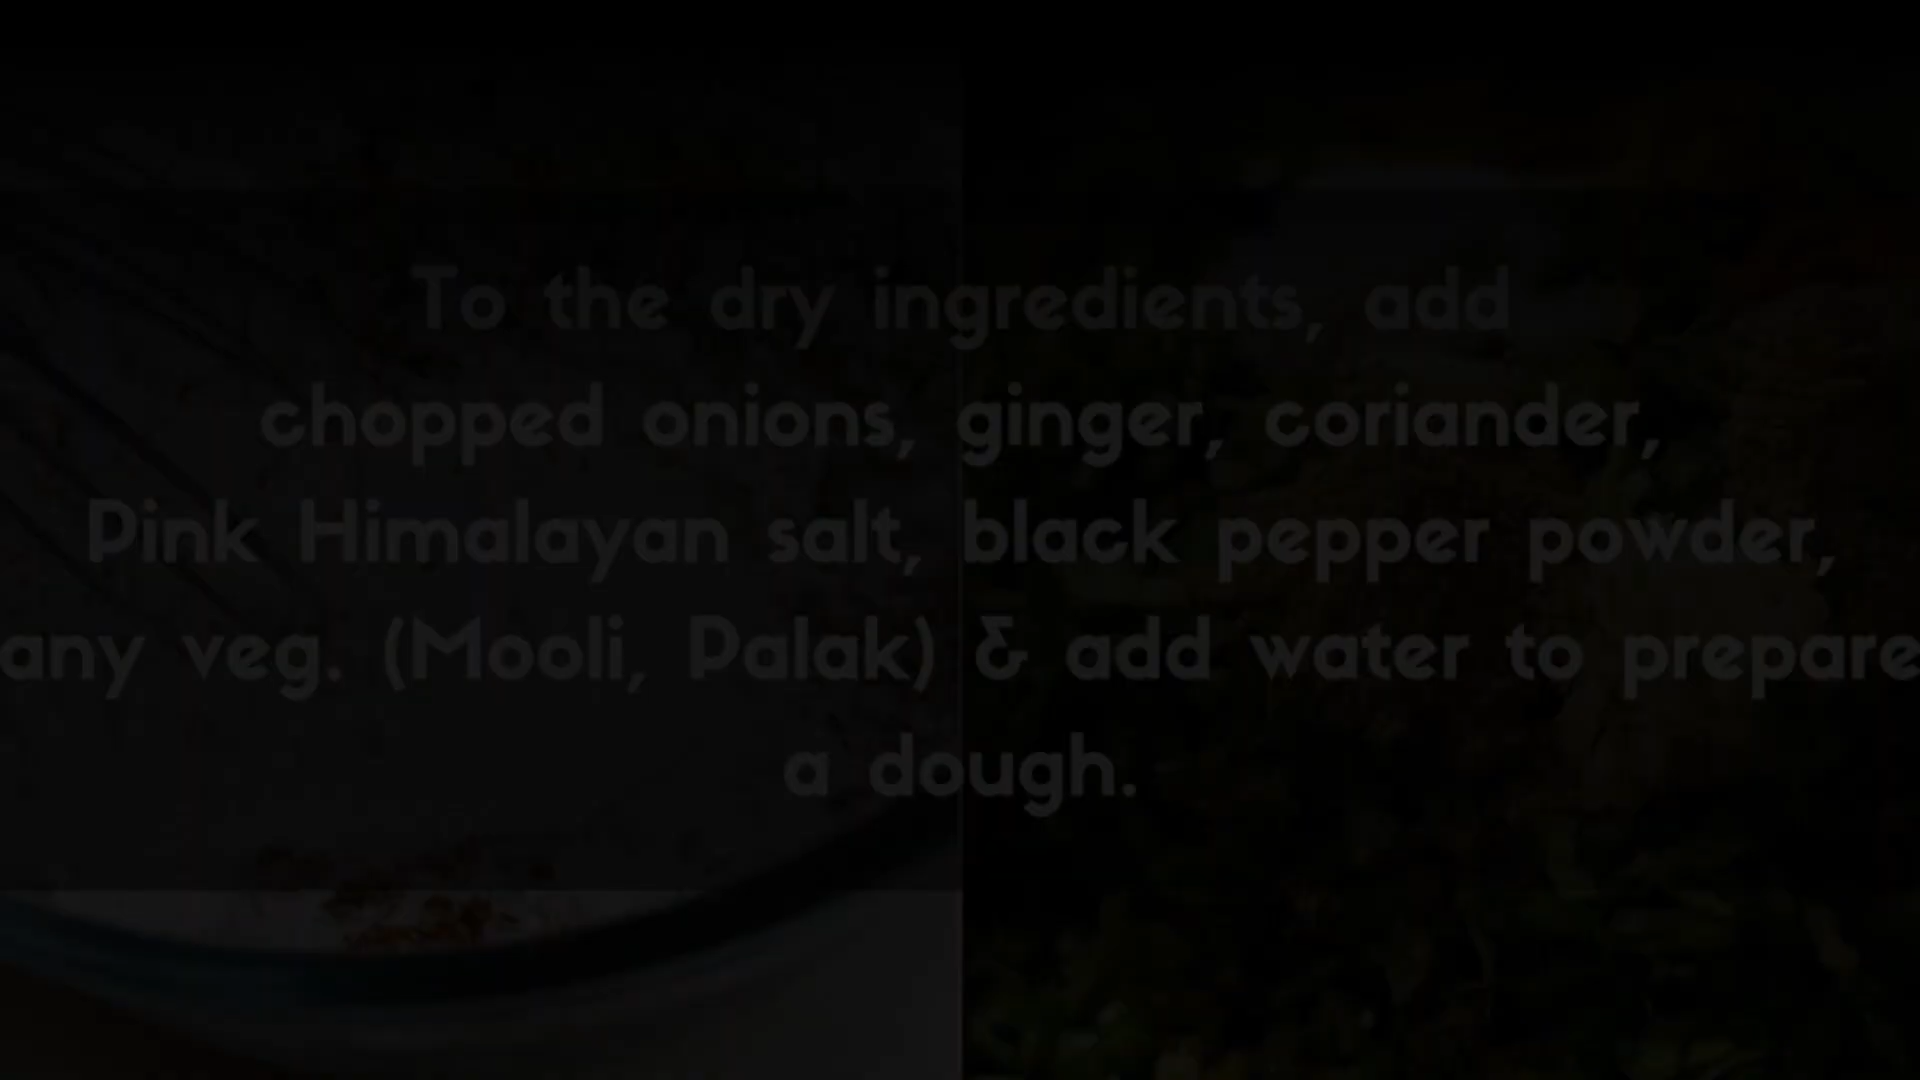 To the dry ingredients, add
chopped onions, ginger, coriander,
Pink Himalayan salt, black pepper powder,
any veg. (Mooli, Palak) & add water to prepare
a dough.